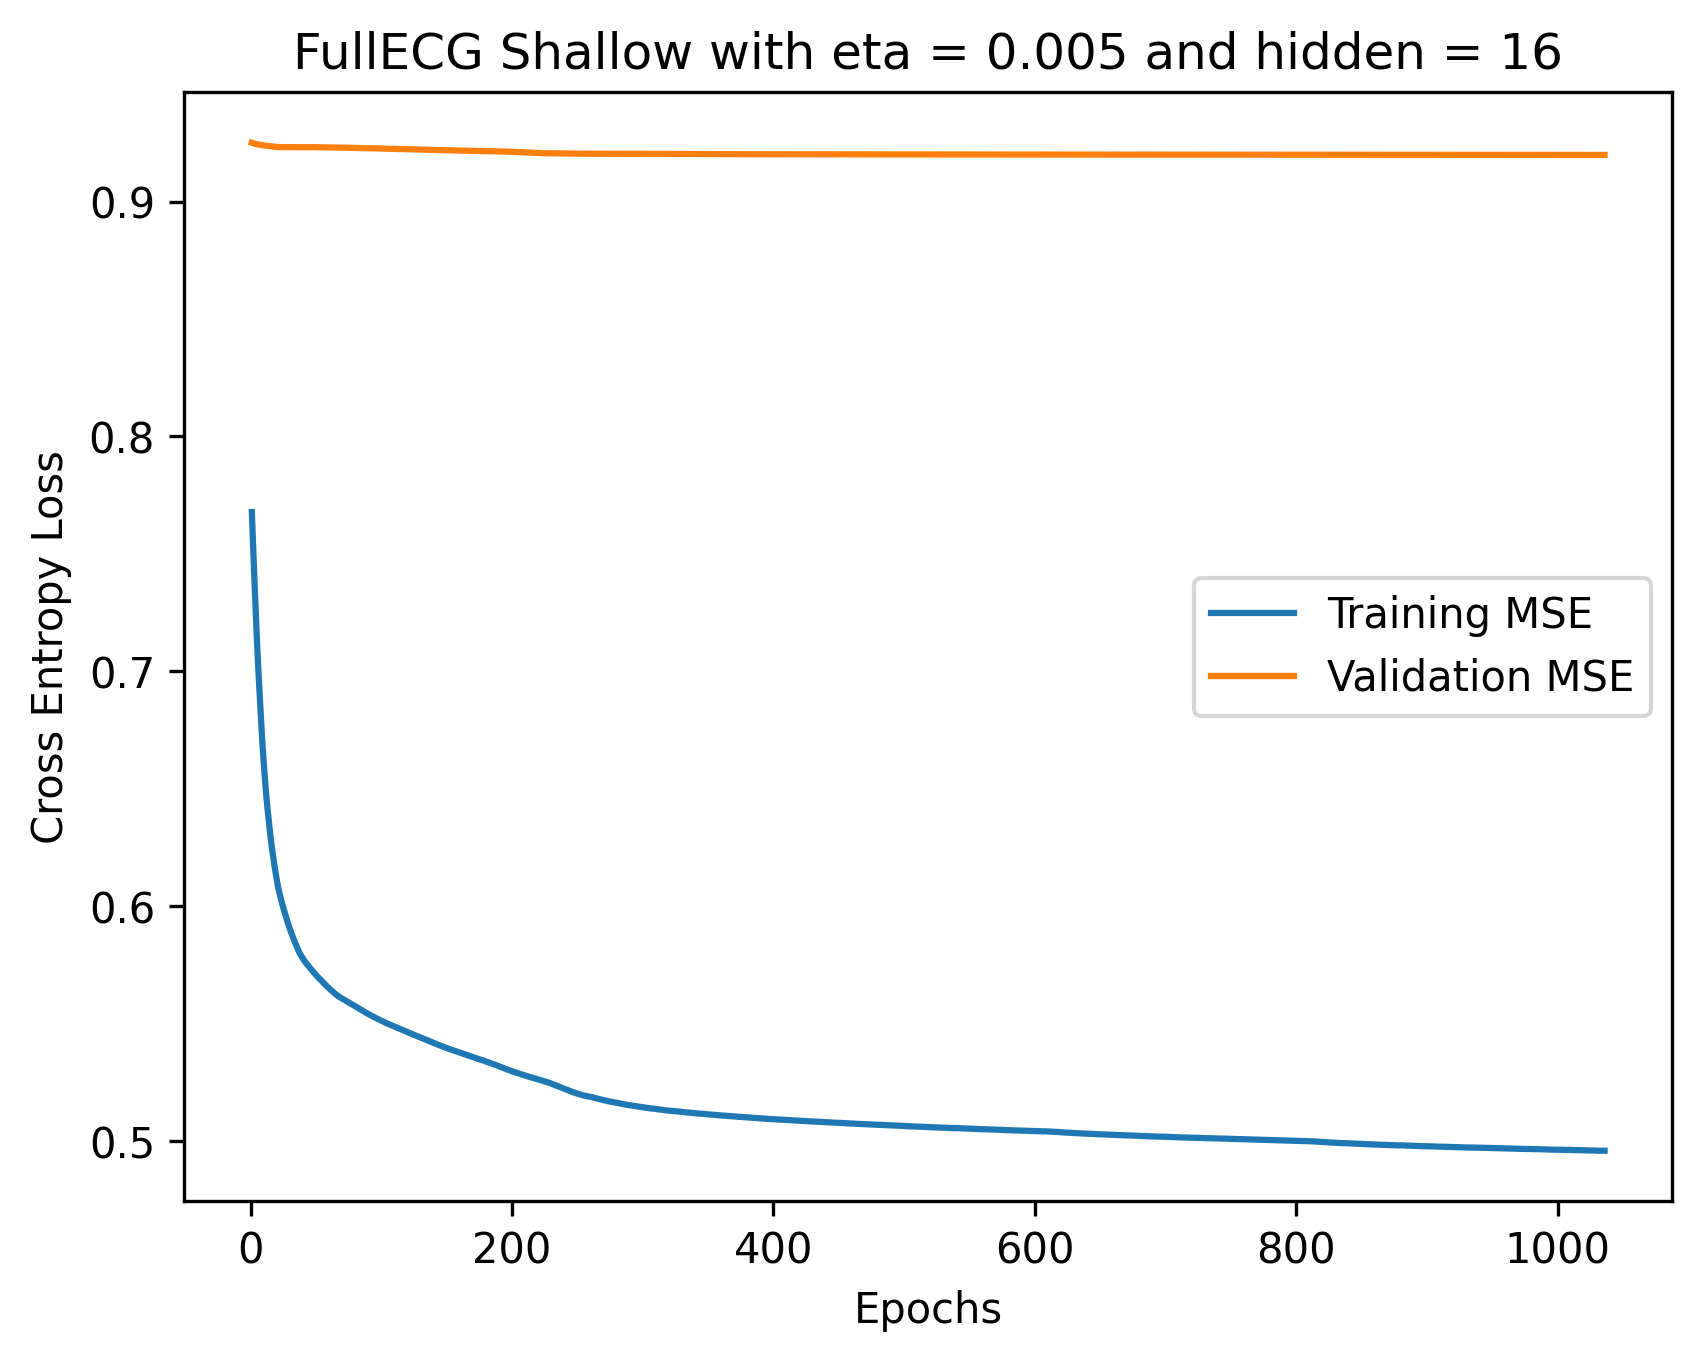 FullECG Shallow with eta = 0.005 and hidden = 16
Cross Entropy Loss
0.9
0.8
0.7
0.6
0.5
Training MSE
Validation MSE
0 200 400 600 800 1000
Epochs